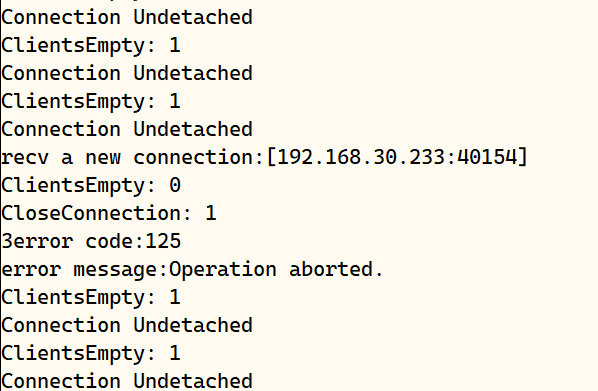 Connection Undetached
ClientsEmpty: 1
Connection Undetached
ClientsEmpty: 1
Connection Undetached
recv a new connection:[192.168.30.233:40154]
ClientsEmpty: 0
CloseConnection: 1
3error code:125
error message:Operation aborted.
ClientsEmpty: 1
Connection Undetached
ClientsEmpty: 1
Connection Undetached